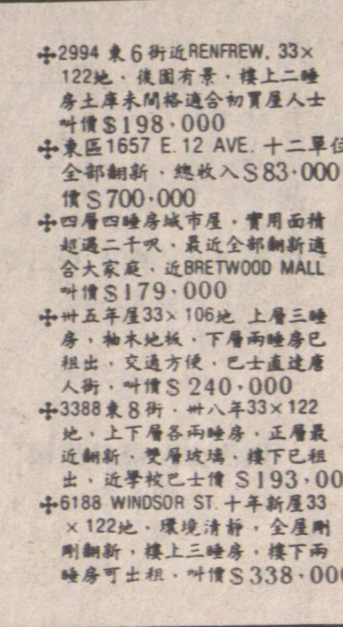 ✢2994 東6街近RENFREW, 33×
122地﹒後園有景﹒樓上二睡
房土庫未間格適合初買屋人士
叫價$198﹒000
✢東區1657 E. 12 AVE. 十二單位
全部翻新﹒總收入$83﹒000
價$700﹒000
✢四層四睡房城市屋﹒實用面積
超過二千呎﹒最近全部翻新適
合大家庭﹒近BRETWOOD MALL
叫價$179﹒000
✢卅五年屋33×106地 上層三睡
房﹒柚木地板﹒下層兩睡房已
租出﹒交通方便﹒巴士直達唐
人街﹒叫價$240﹒000
✢3388東8街﹒卅八年33×122
地﹒上下層各兩睡房﹒正層最
近翻新﹒雙層玻璃﹒樓下已租
出﹒近學校巴士價$193﹒00
✢6188 WINDSOR ST. 十年新屋33
×122地﹒環境清靜﹒全屋剛
剛翻新﹒樓上三睡房﹒樓下兩
睡房可出租﹒叫價$338﹒000